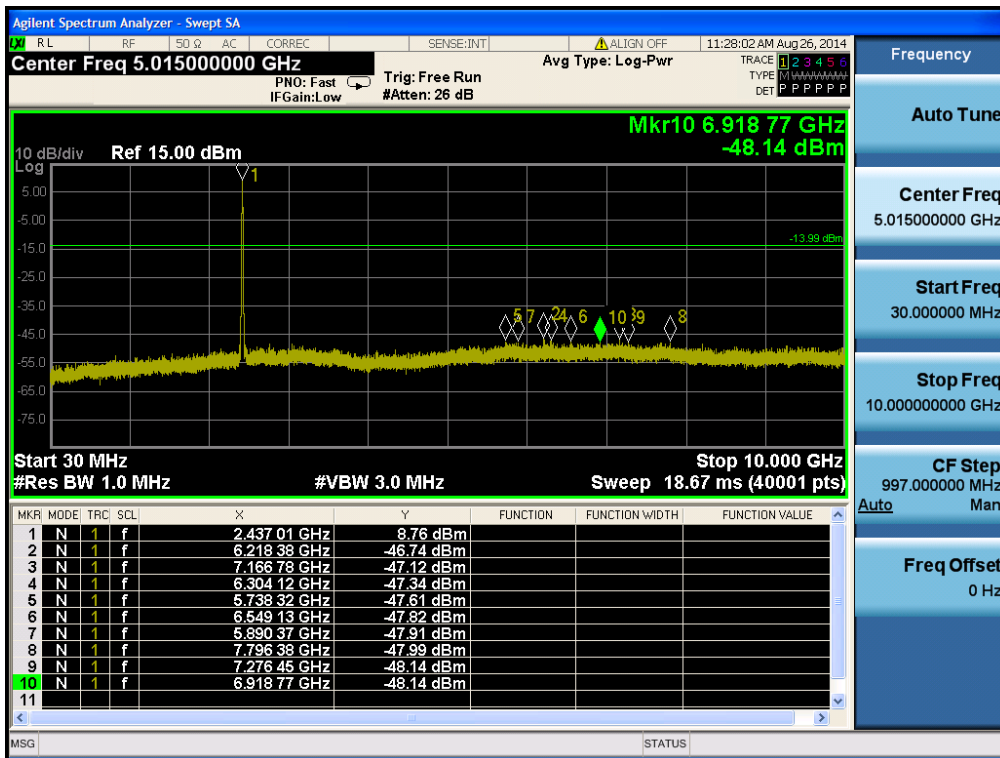 Agilent Spectrum Analyzer - Swept SA
LXI RL RF 50 Ω AC CORREC SENSE:INT ALIGN OFF 11:28:02 AM Aug 26, 2014
Center Freq 5.015000000 GHz
PNO: Fast
IFGain:Low
Trig: Free Run
#Atten: 26 dB
Avg Type: Log-Pwr
TRACE 1 2 3 4 5 6
TYPE M
DET P P P P P P
Mkr10 6.918 77 GHz
-48.14 dBm
10 dB/div Ref 15.00 dBm
Log
5.00
-5.00
-15.0
-25.0
-35.0
-45.0
-55.0
-65.0
-75.0
-13.99 dBm
1
5 7 2 4 6 10 3 9 8
Start 30 MHz Stop 10.000 GHz
#Res BW 1.0 MHz #VBW 3.0 MHz Sweep 18.67 ms (40001 pts)
MKR MODE TRC SCL X Y FUNCTION FUNCTION WIDTH FUNCTION VALUE
1 N 1 f 2.437 01 GHz 8.76 dBm
2 N 1 f 6.218 38 GHz -46.74 dBm
3 N 1 f 7.166 78 GHz -47.12 dBm
4 N 1 f 6.304 12 GHz -47.34 dBm
5 N 1 f 5.738 32 GHz -47.61 dBm
6 N 1 f 6.549 13 GHz -47.82 dBm
7 N 1 f 5.890 37 GHz -47.91 dBm
8 N 1 f 7.796 38 GHz -47.99 dBm
9 N 1 f 7.276 45 GHz -48.14 dBm
10 N 1 f 6.918 77 GHz -48.14 dBm
11
MSG STATUS
Frequency
Auto Tune
Center Freq
5.015000000 GHz
Start Freq
30.000000 MHz
Stop Freq
10.000000000 GHz
CF Step
997.000000 MHz
Auto Man
Freq Offset
0 Hz